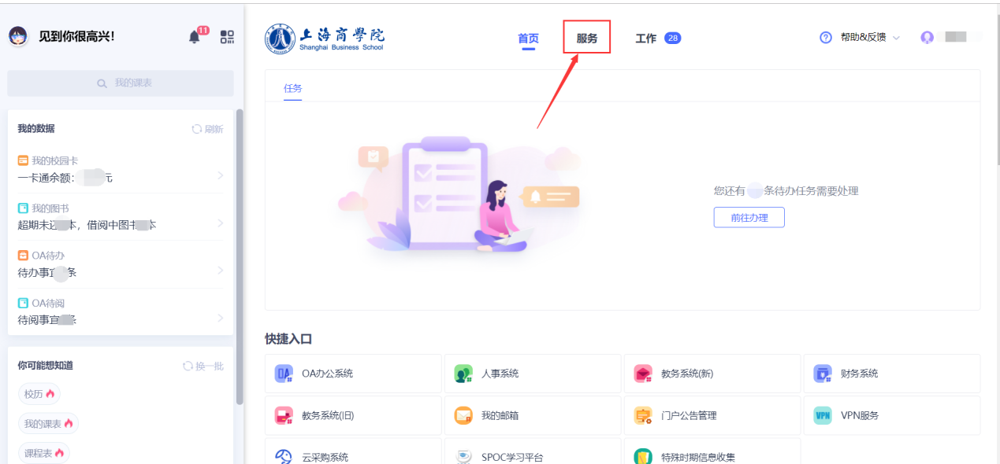 见到你很高兴!
11
我的课表
我的数据
刷新
我的校园卡
一卡通余额: 元
我的图书
超期未还 本，借阅中图书 本
OA待办
待办事宜 条
OA待阅
待阅事宜 条
你可能想知道
换一批
校历
我的课表
课程表
上海商學院
Shanghai Business School
首页
服务
工作 28
帮助&反馈
任务
您还有 条待办任务需要处理
前往办理
快捷入口
OA办公系统
人事系统
教务系统(新)
财务系统
教务系统(旧)
我的邮箱
门户公告管理
VPN VPN服务
云采购系统
SPOC学习平台
特殊时期信息收集